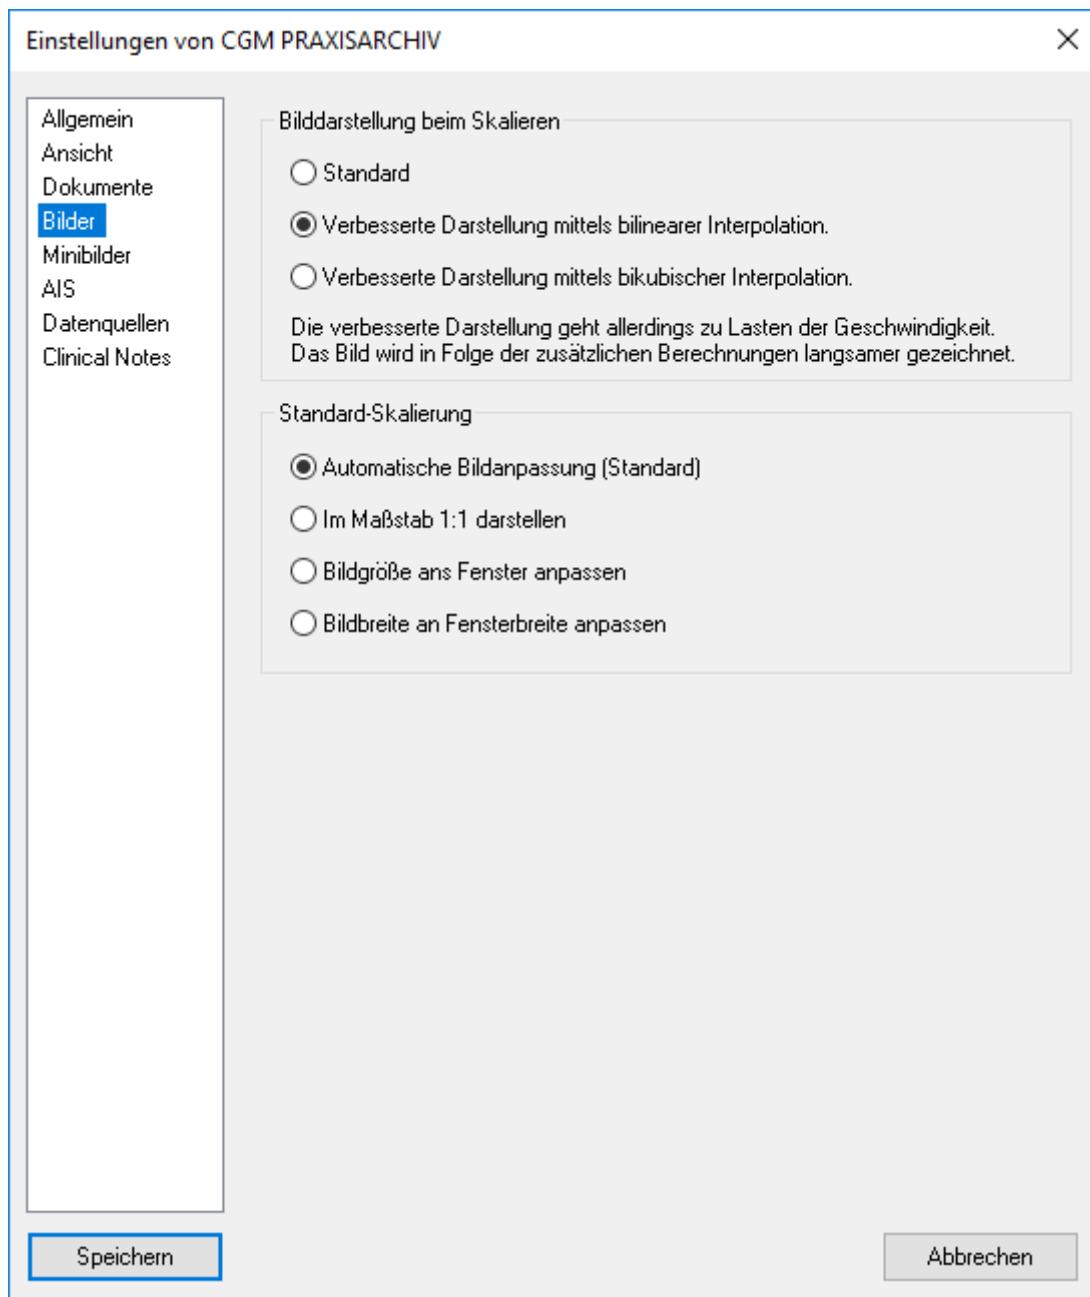 Einstellungen von CGM PRAXISARCHIV
Allgemein
Ansicht
Dokumente
Bilder
Minibilder
AIS
Datenquellen
Clinical Notes
Bilddarstellung beim Skalieren
Standard
Verbesserte Darstellung mittels bilinearer Interpolation.
Verbesserte Darstellung mittels bikubischer Interpolation.
Die verbesserte Darstellung geht allerdings zu Lasten der Geschwindigkeit.
Das Bild wird in Folge der zusätzlichen Berechnungen langsamer gezeichnet.
Standard-Skalierung
Automatische Bildanpassung (Standard)
Im Maßstab 1:1 darstellen
Bildgröße ans Fenster anpassen
Bildbreite an Fensterbreite anpassen
Speichern
Abbrechen